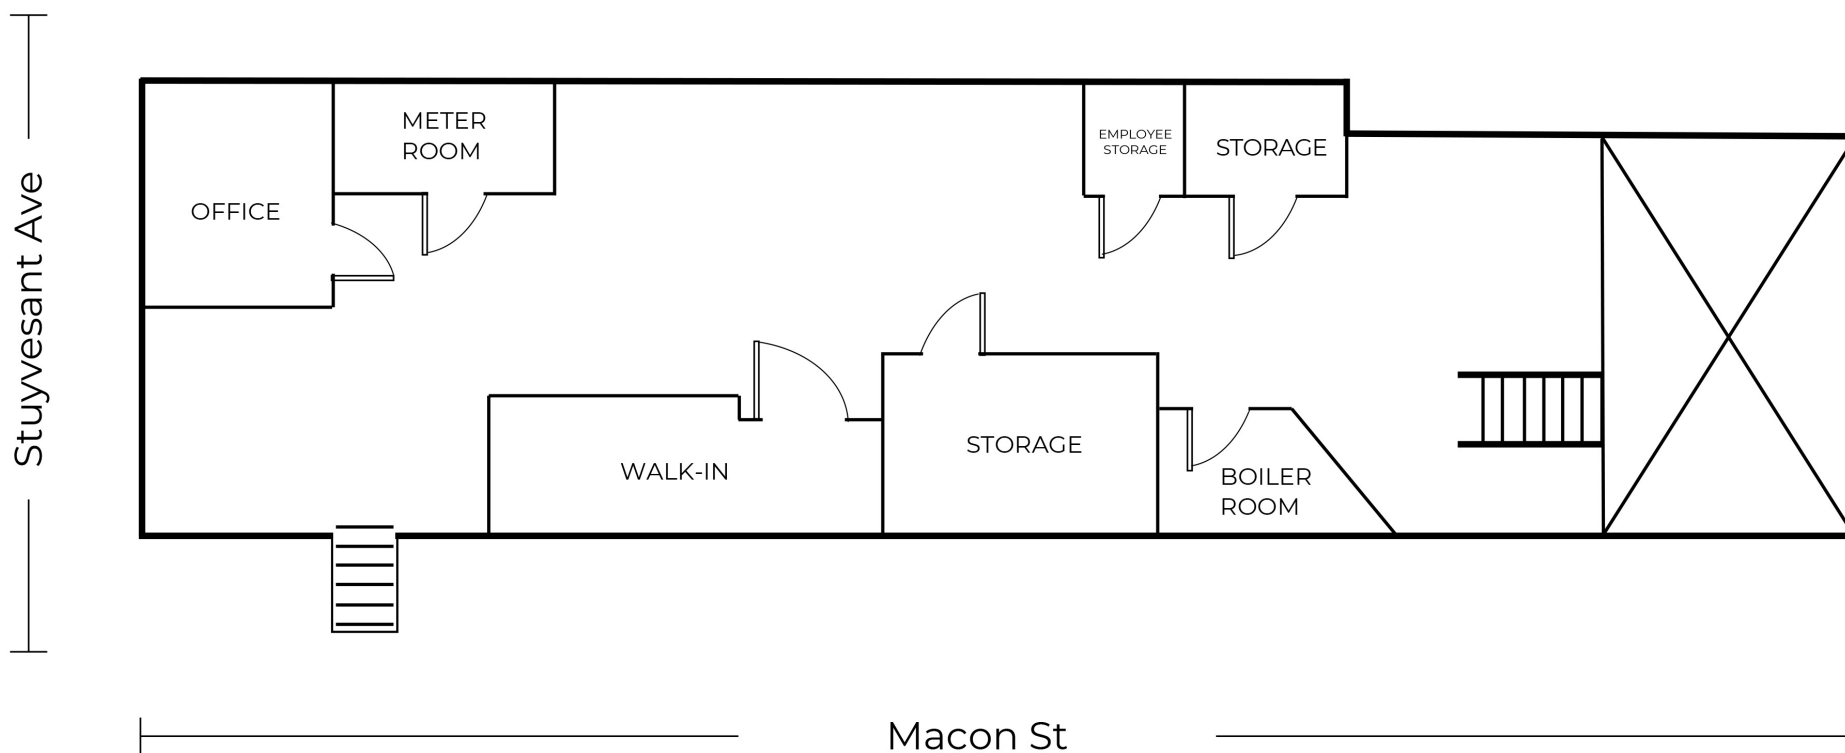 METER
ROOM
EMPLOYEE
STORAGE
STORAGE
OFFICE
Stuyvesant Ave
STORAGE
WALK-IN
BOILER
ROOM
Macon St